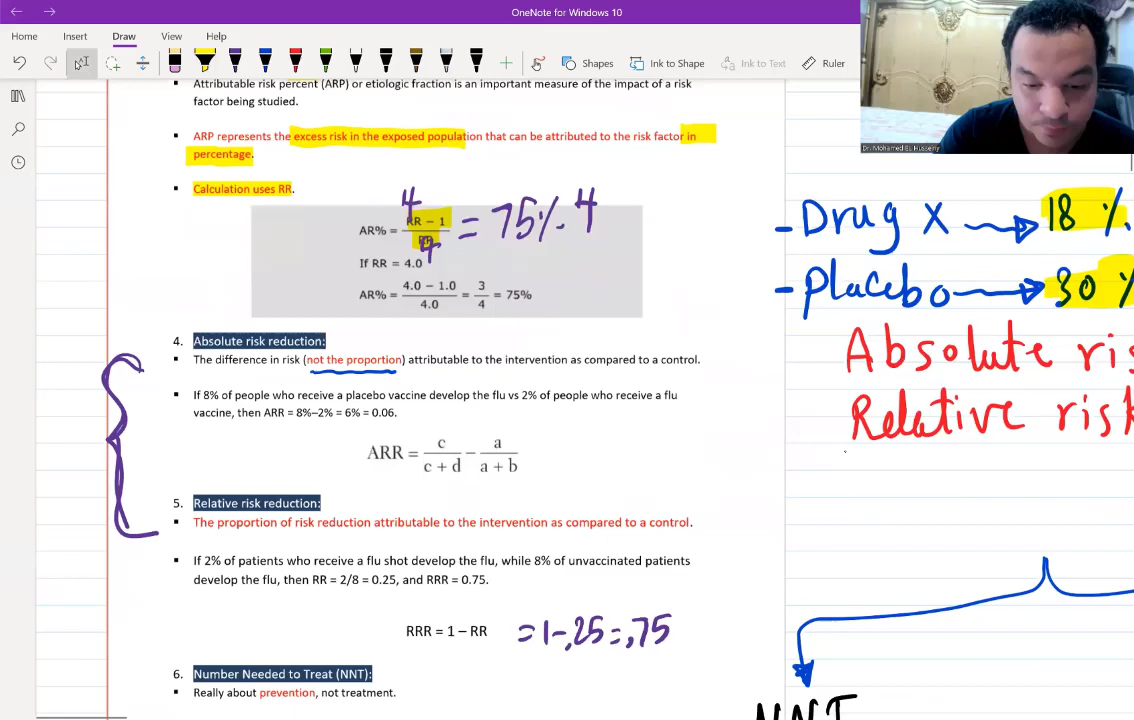 OneNote for Windows 10
Home Insert Draw View Help
Shapes Ink to Shape Ink to Text Ruler
Attributable risk percent (ARP) or etiologic fraction is an important measure of the impact of a risk
factor being studied.
ARP represents the excess risk in the exposed population that can be attributed to the risk factor in
percentage.
Calculation uses RR.
4
AR% = RR – 1 = 75% 4
4
If RR = 4.0
AR% = 4.0 – 1.0 / 4.0 = 3 / 4 = 75%
4. Absolute risk reduction:
The difference in risk (not the proportion) attributable to the intervention as compared to a control.
If 8% of people who receive a placebo vaccine develop the flu vs 2% of people who receive a flu
vaccine, then ARR = 8%–2% = 6% = 0.06.
ARR = c / c + d – a / a + b
5. Relative risk reduction:
The proportion of risk reduction attributable to the intervention as compared to a control.
If 2% of patients who receive a flu shot develop the flu, while 8% of unvaccinated patients
develop the flu, then RR = 2/8 = 0.25, and RRR = 0.75.
RRR = 1 – RR = 1-.25 = .75
6. Number Needed to Treat (NNT):
Really about prevention, not treatment.
Dr. Mohamed EL Husseiny
- Drug X → 18 %
- Placebo → 30 %
Absolute ris
Relative risk
NNT